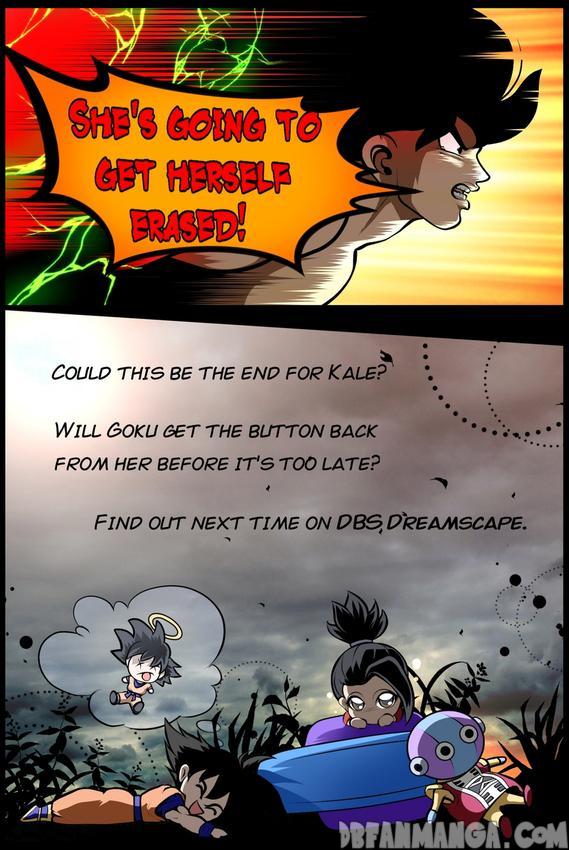 She's going to
get herself
erased!
Could this be the end for Kale?
Will Goku get the button back
from her before it's too late?
Find out next time on DBS Dreamscape.
DBFANMANGA.COM